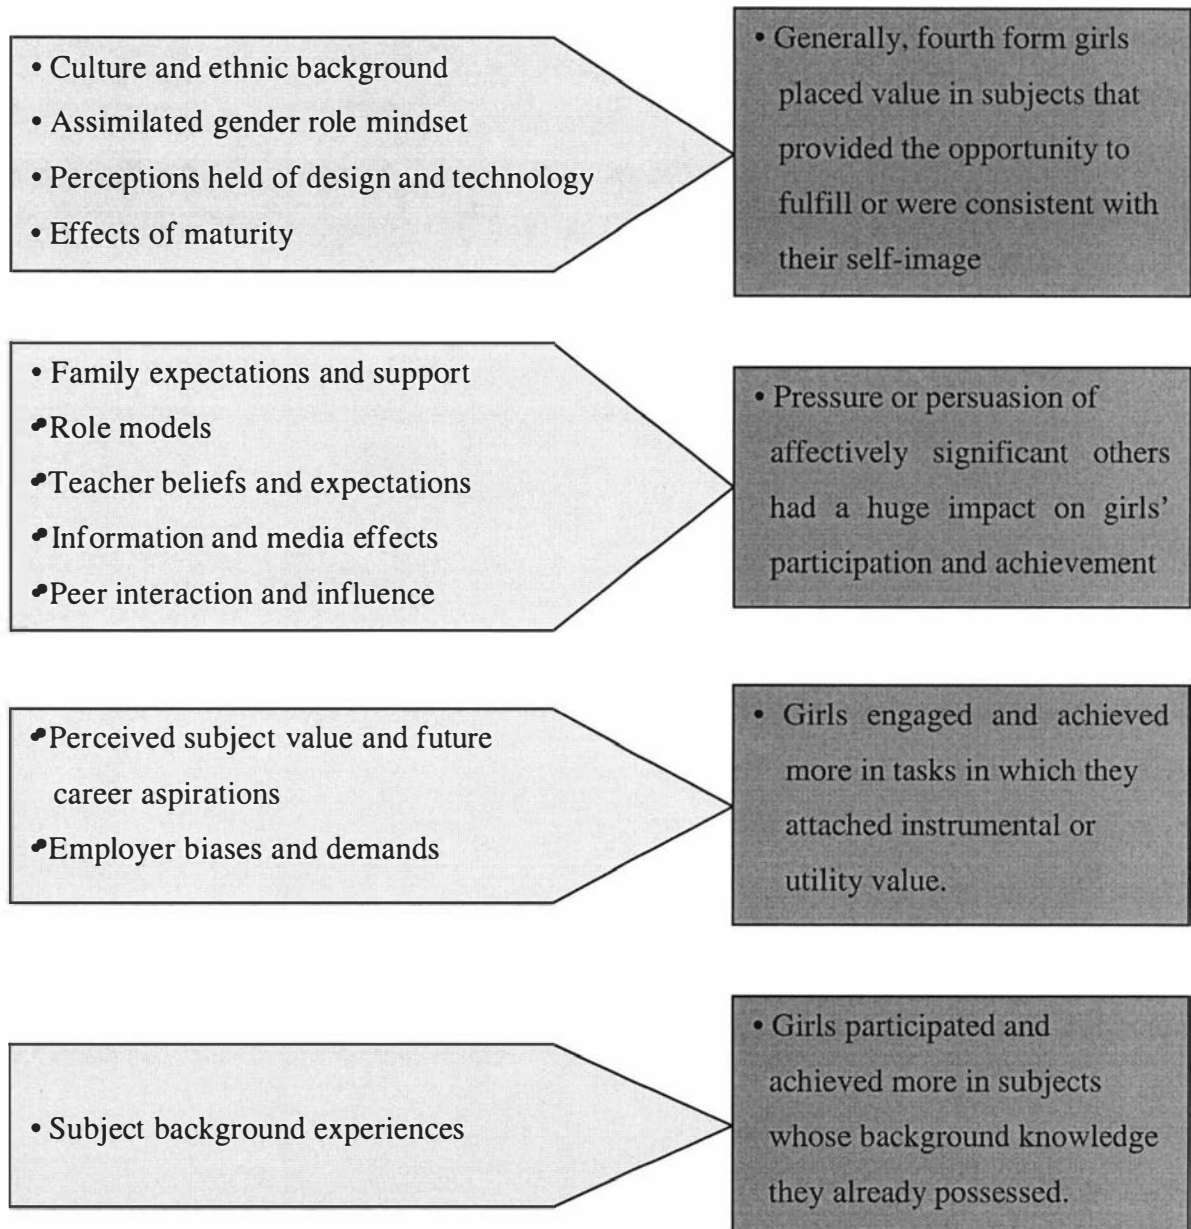 • Culture and ethnic background
• Assimilated gender role mindset
• Perceptions held of design and technology
• Effects of maturity
• Generally, fourth form girls
placed value in subjects that
provided the opportunity to
fulfill or were consistent with
their self-image
• Family expectations and support
• Role models
• Teacher beliefs and expectations
• Information and media effects
• Peer interaction and influence
• Pressure or persuasion of
affectively significant others
had a huge impact on girls’
participation and achievement
• Perceived subject value and future
career aspirations
• Employer biases and demands
• Girls engaged and achieved
more in tasks in which they
attached instrumental or
utility value.
• Subject background experiences
• Girls participated and
achieved more in subjects
whose background knowledge
they already possessed.